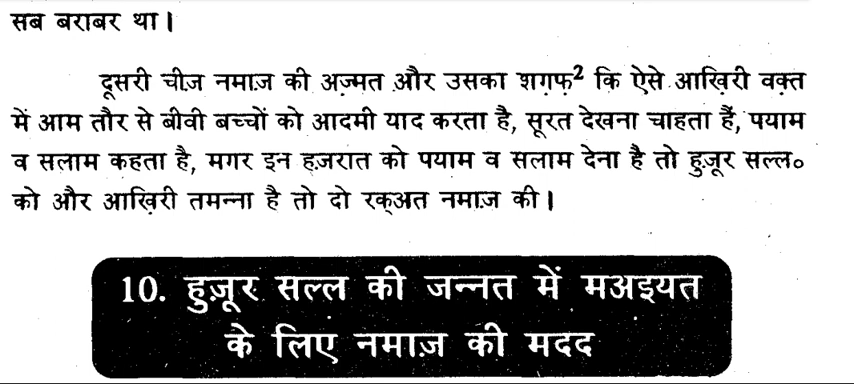 सब बराबर था।
दूसरी चीज़ नमाज़ की अज़्मत और उसका शग़फ़² कि ऐसे आख़िरी वक़्त
में आम तौर से बीवी बच्चों को आदमी याद करता है, सूरत देखना चाहता हैं, पयाम
व सलाम कहता है, मगर इन हज़रात को पयाम व सलाम देना है तो हुज़ूर सल्ल॰
को और आख़िरी तमन्ना है तो दो रक्अत नमाज़ की।
10. हुज़ूर सल्ल की जन्नत में मअइयत
के लिए नमाज़ की मदद